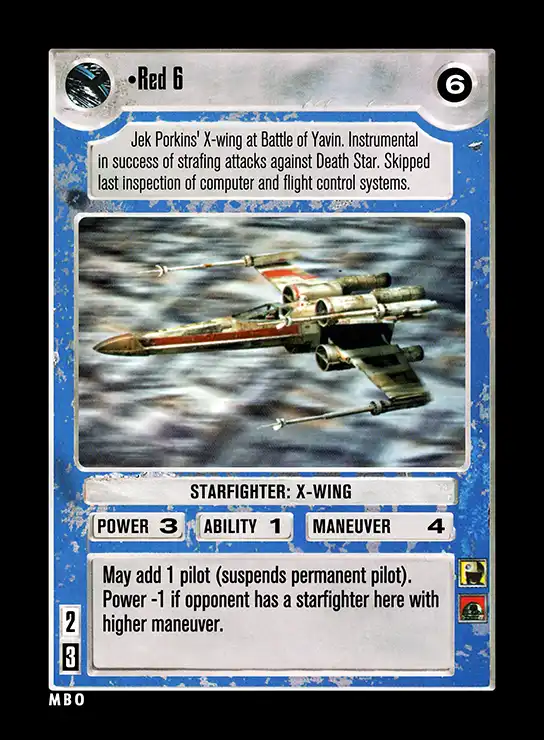 •Red 6
6
Jek Porkins' X-wing at Battle of Yavin. Instrumental
in success of strafing attacks against Death Star. Skipped
last inspection of computer and flight control systems.
STARFIGHTER: X-WING
POWER 3 ABILITY 1 MANEUVER 4
May add 1 pilot (suspends permanent pilot).
Power -1 if opponent has a starfighter here with
higher maneuver.
2
3
MBO